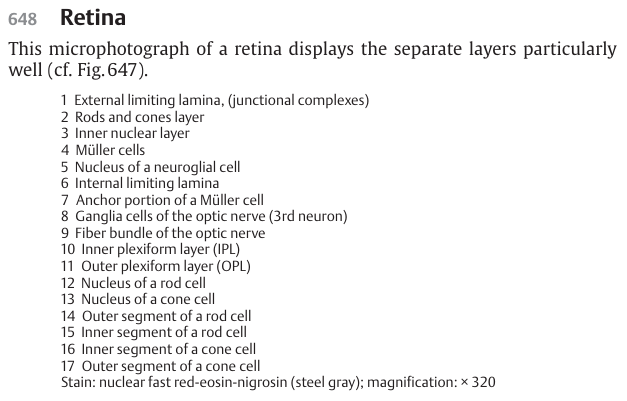 648 Retina
This microphotograph of a retina displays the separate layers particularly
well (cf. Fig. 647).
1 External limiting lamina, (junctional complexes)
2 Rods and cones layer
3 Inner nuclear layer
4 Müller cells
5 Nucleus of a neuroglial cell
6 Internal limiting lamina
7 Anchor portion of a Müller cell
8 Ganglia cells of the optic nerve (3rd neuron)
9 Fiber bundle of the optic nerve
10 Inner plexiform layer (IPL)
11 Outer plexiform layer (OPL)
12 Nucleus of a rod cell
13 Nucleus of a cone cell
14 Outer segment of a rod cell
15 Inner segment of a rod cell
16 Inner segment of a cone cell
17 Outer segment of a cone cell
Stain: nuclear fast red-eosin-nigrosin (steel gray); magnification: × 320